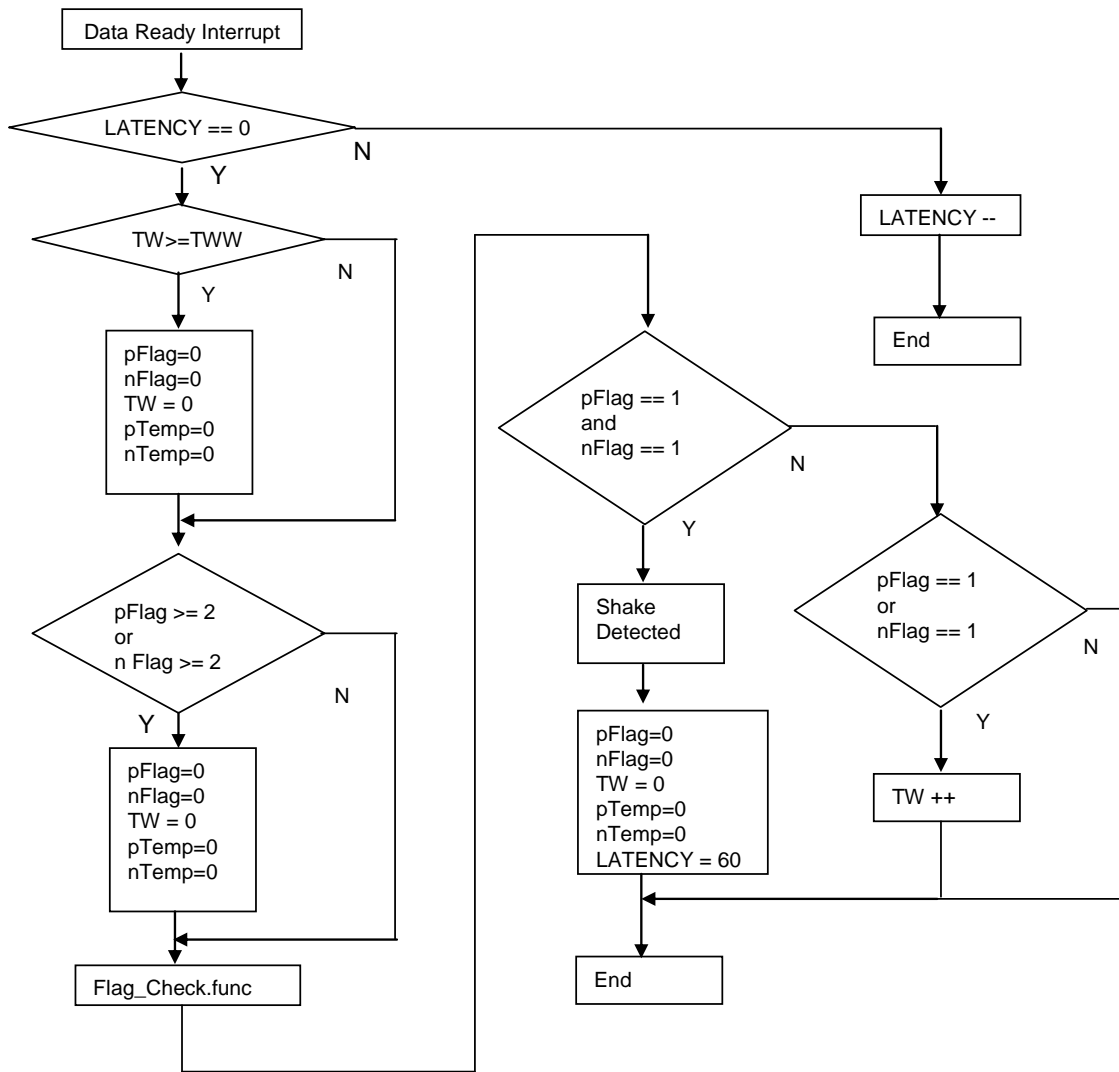 Data Ready Interrupt
LATENCY == 0
N
Y
LATENCY --
TW>=TWW
N
Y
End
pFlag=0
nFlag=0
TW = 0
pTemp=0
nTemp=0
pFlag >= 2
or
n Flag >= 2
N
Y
pFlag=0
nFlag=0
TW = 0
pTemp=0
nTemp=0
Flag_Check.func
pFlag == 1
and
nFlag == 1
N
Y
Shake
Detected
pFlag=0
nFlag=0
TW = 0
pTemp=0
nTemp=0
LATENCY = 60
End
pFlag == 1
or
nFlag == 1
N
Y
TW ++